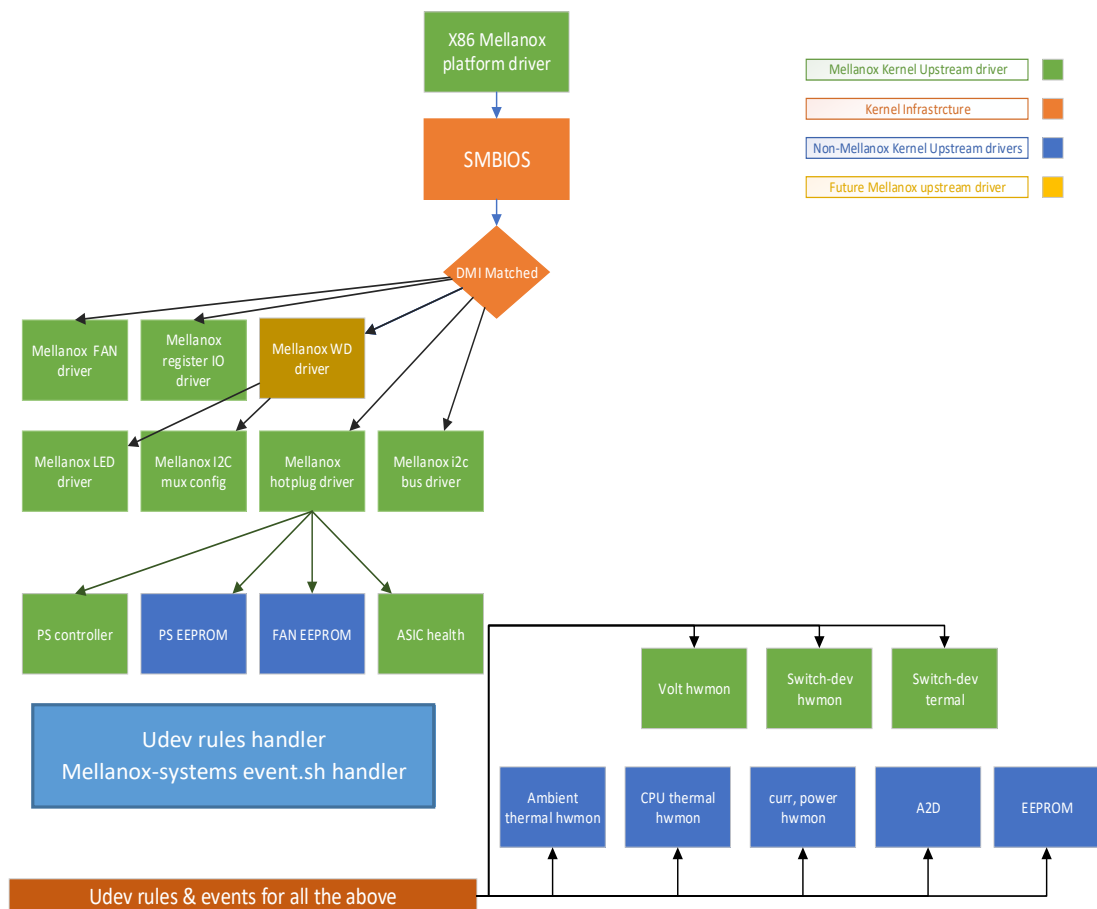 X86 Mellanox
platform driver
Mellanox Kernel Upstream driver
Kernel Infrastrcture
Non-Mellanox Kernel Upstream drivers
Future Mellanox upstream driver
SMBIOS
DMI Matched
Mellanox FAN
driver
Mellanox
register IO
driver
Mellanox WD
driver
Mellanox LED
driver
Mellanox I2C
mux config
Mellanox
hotplug driver
Mellanox i2c
bus driver
PS controller
PS EEPROM
FAN EEPROM
ASIC health
Volt hwmon
Switch-dev
hwmon
Switch-dev
termal
Udev rules handler
Mellanox-systems event.sh handler
Ambient
thermal hwmon
CPU thermal
hwmon
curr, power
hwmon
A2D
EEPROM
Udev rules & events for all the above